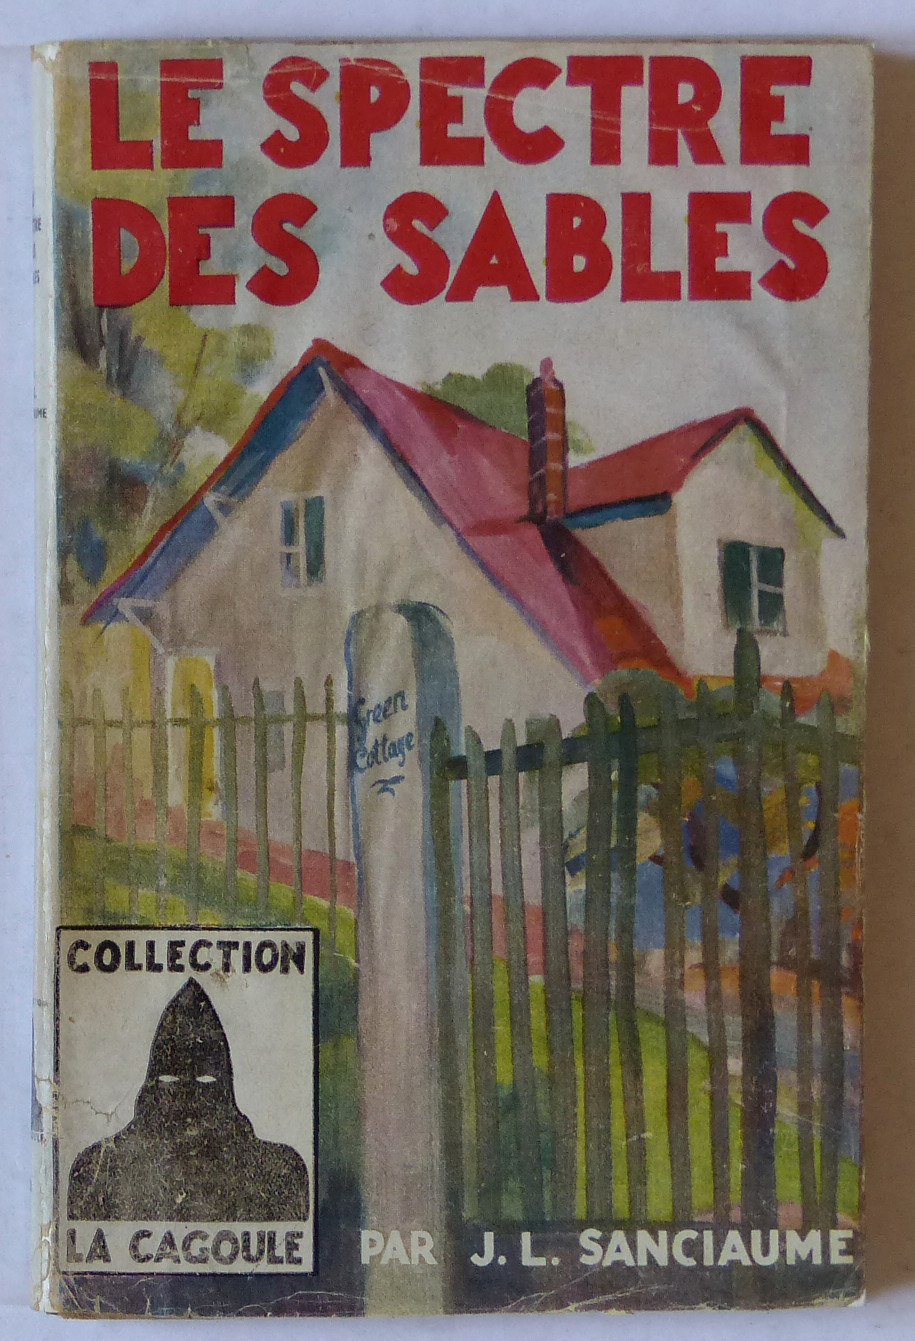 LE SPECTRE
DES SABLES
Green
Cottage
COLLECTION
LA CAGOULE
PAR J. L. SANCIAUME